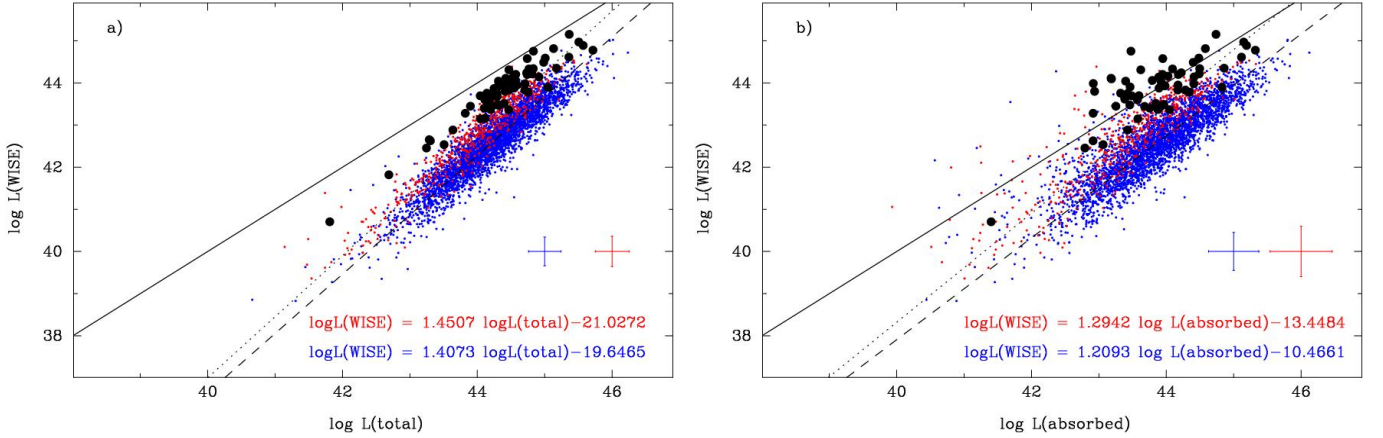 a)
log L(WISE)
44
42
40
38
logL(WISE) = 1.4507 logL(total)−21.0272
logL(WISE) = 1.4073 logL(total)−19.6465
40 42 44 46
log L(total)
b)
log L(WISE)
44
42
40
38
logL(WISE) = 1.2942 log L(absorbed)−13.4484
logL(WISE) = 1.2093 log L(absorbed)−10.4661
40 42 44 46
log L(absorbed)